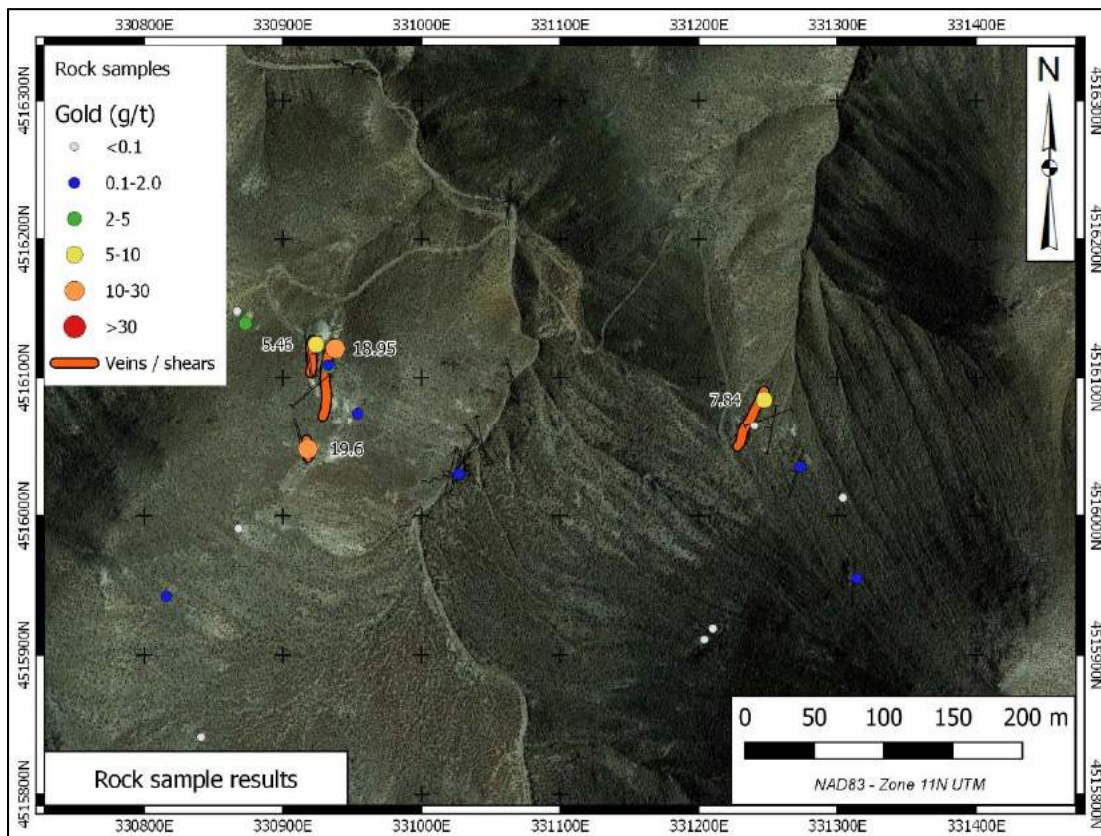 330800E 330900E 331000E 331100E 331200E 331300E 331400E
Rock samples
Gold (g/t)
<0.1
0.1-2.0
2-5
5-10
10-30
>30
Veins / shears
N
4516300N 4516300N
4516200N 4516200N
4516100N 4516100N
4516000N 4516000N
4515900N 4515900N
4515800N 4515800N
5.46
18.95
19.6
7.84
0 50 100 150 200 m
NAD83 - Zone 11N UTM
Rock sample results
330800E 330900E 331000E 331100E 331200E 331300E 331400E